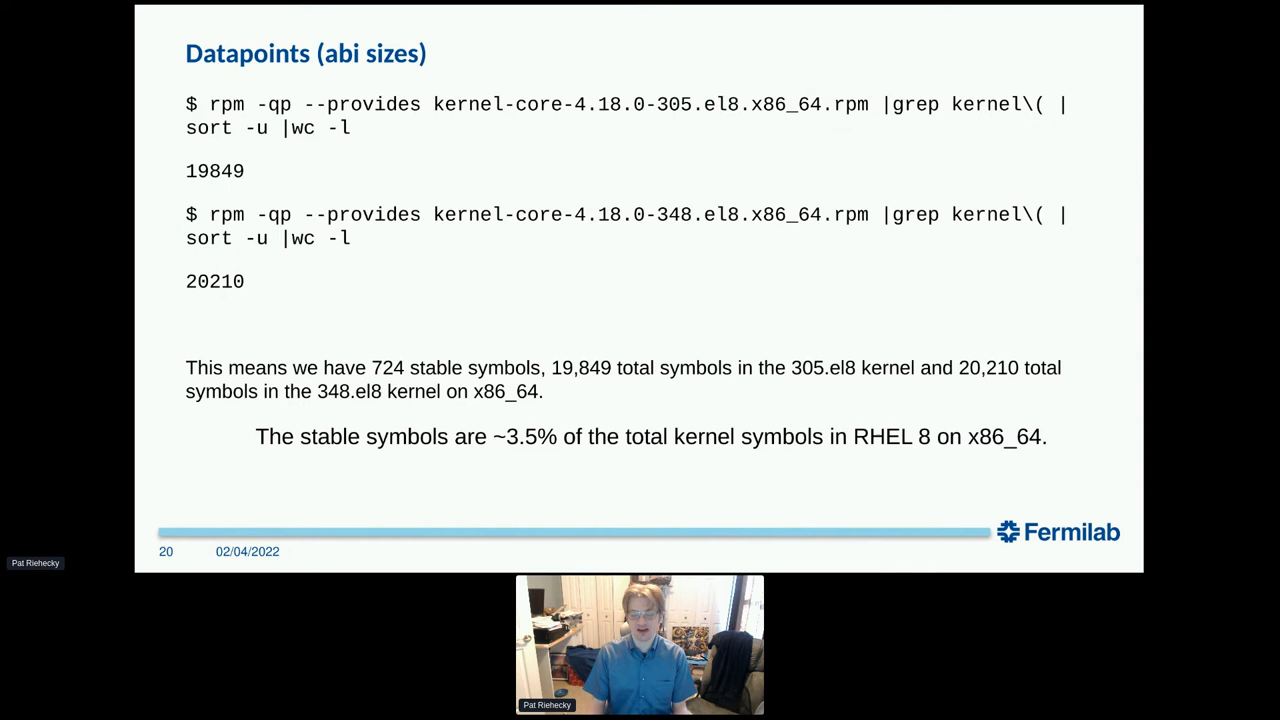 Datapoints (abi sizes)
$ rpm -qp --provides kernel-core-4.18.0-305.el8.x86_64.rpm |grep kernel\( |
sort -u |wc -l
19849
$ rpm -qp --provides kernel-core-4.18.0-348.el8.x86_64.rpm |grep kernel\( |
sort -u |wc -l
20210
This means we have 724 stable symbols, 19,849 total symbols in the 305.el8 kernel and 20,210 total
symbols in the 348.el8 kernel on x86_64.
The stable symbols are ~3.5% of the total kernel symbols in RHEL 8 on x86_64.
Fermilab
20 02/04/2022
Pat Riehecky
Pat Riehecky